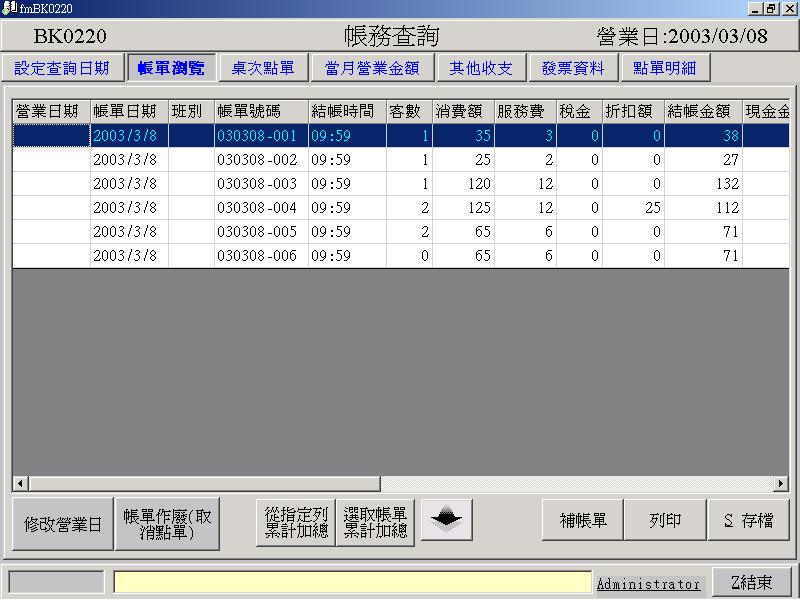 fmBK0220
BK0220 帳務查詢 營業日:2003/03/08
設定查詢日期 帳單瀏覽 桌次點單 當月營業金額 其他收支 發票資料 點單明細
營業日期 帳單日期 班別 帳單號碼 結帳時間 客數 消費額 服務費 稅金 折扣額 結帳金額 現金金
2003/3/8 030308-001 09:59 1 35 3 0 0 38
2003/3/8 030308-002 09:59 1 25 2 0 0 27
2003/3/8 030308-003 09:59 1 120 12 0 0 132
2003/3/8 030308-004 09:59 2 125 12 0 25 112
2003/3/8 030308-005 09:59 2 65 6 0 0 71
2003/3/8 030308-006 09:59 0 65 6 0 0 71
修改營業日 帳單作廢(取
消點單) 從指定列
累計加總 選取帳單
累計加總 補帳單 列印 S 存檔
Administrator Z結束